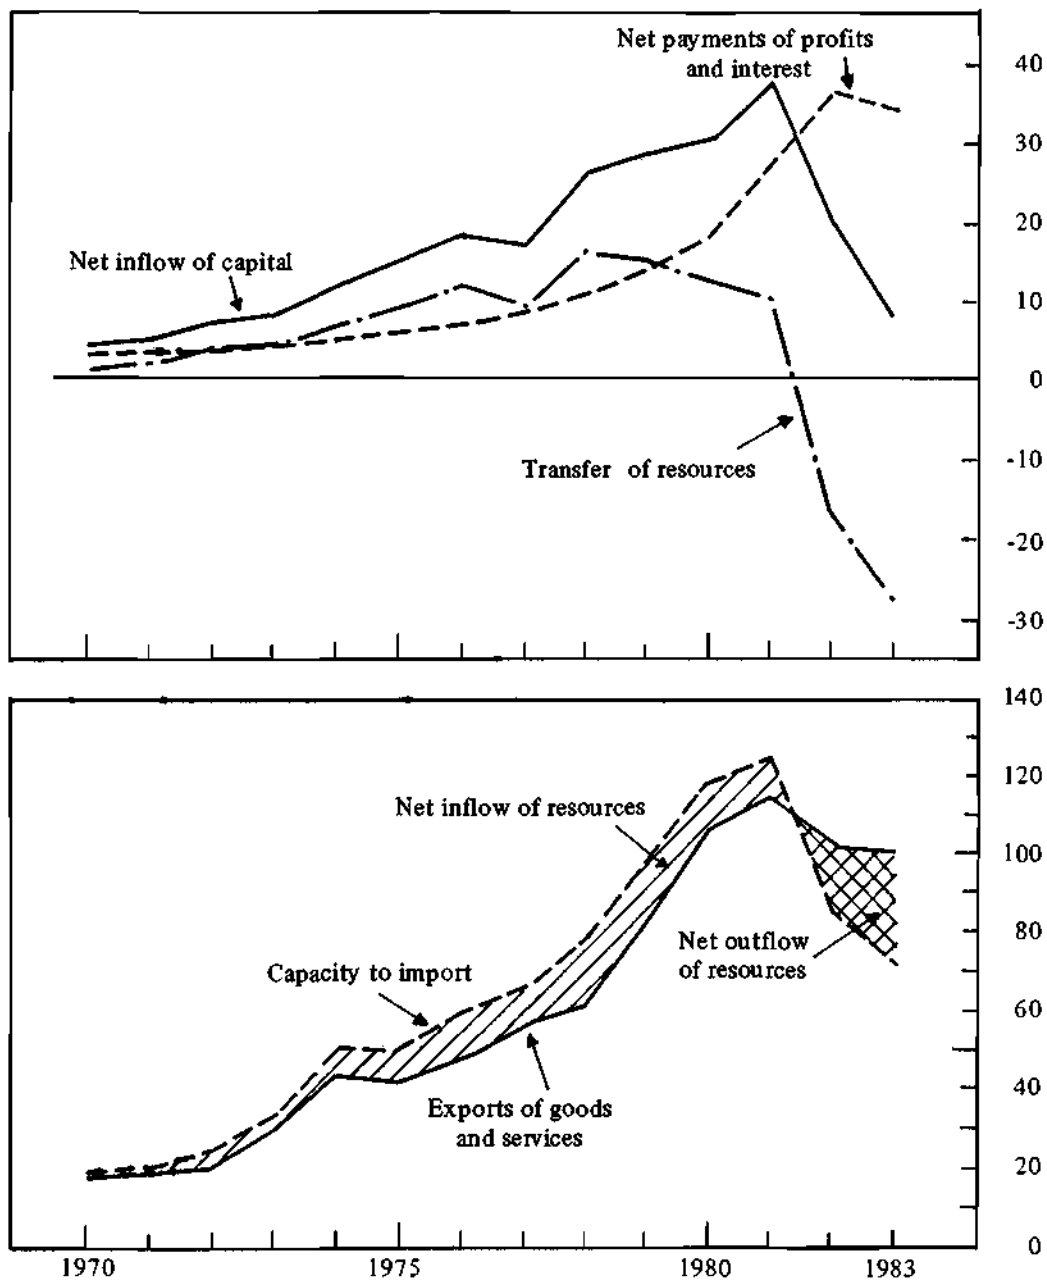 Net payments of profits
and interest
40
30
20
Net inflow of capital
10
0
Transfer of resources
-10
-20
-30
140
120
Net inflow of resources
100
Net outflow
of resources
80
Capacity to import
60
40
Exports of goods
and services
20
0
1970 1975 1980 1983